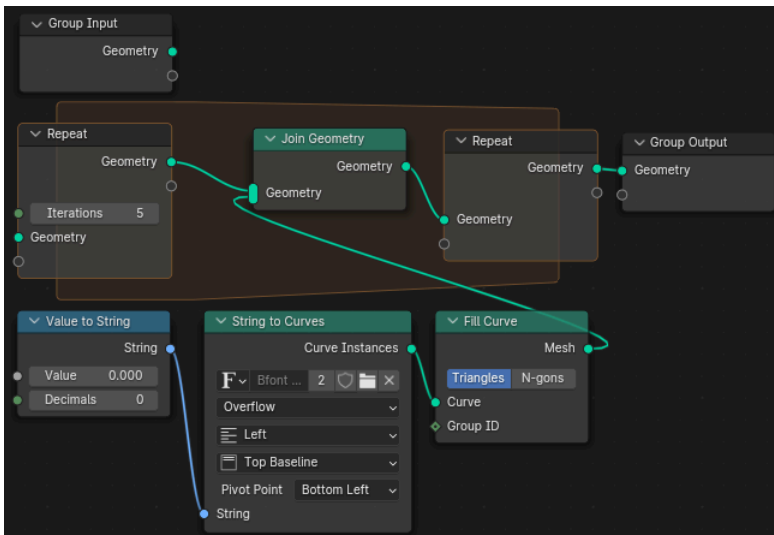 Group Input
Geometry
Repeat
Geometry
Iterations 5
Geometry
Join Geometry
Geometry
Geometry
Repeat
Geometry
Geometry
Group Output
Geometry
Value to String
String
Value 0.000
Decimals 0
String to Curves
Curve Instances
F Bfont ... 2
Overflow
Left
Top Baseline
Pivot Point Bottom Left
String
Fill Curve
Mesh
Triangles N-gons
Curve
Group ID